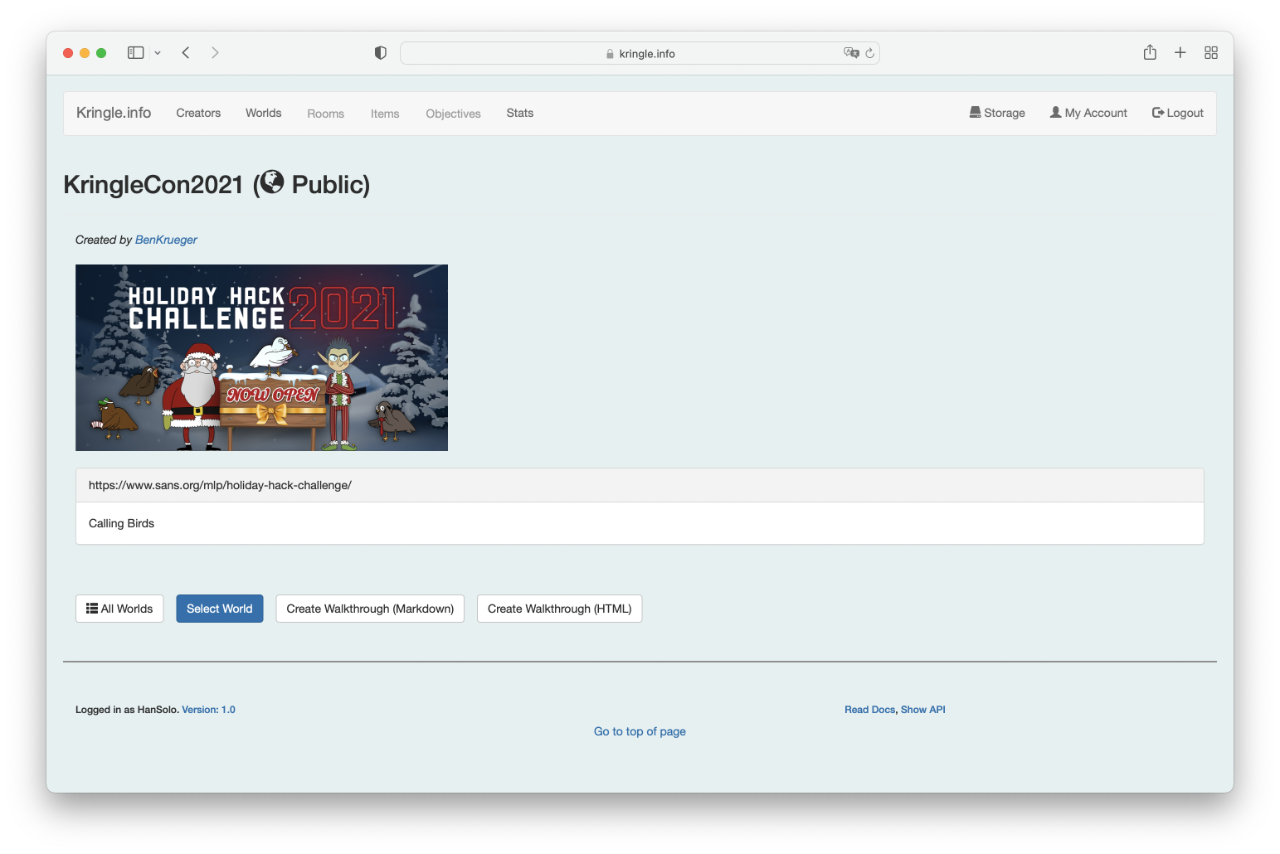 kringle.info
Kringle.info Creators Worlds Rooms Items Objectives Stats Storage My Account Logout
KringleCon2021 ( Public)
Created by BenKrueger
HOLIDAY HACK
CHALLENGE 2021
NOW OPEN
https://www.sans.org/mlp/holiday-hack-challenge/
Calling Birds
All Worlds Select World Create Walkthrough (Markdown) Create Walkthrough (HTML)
Logged in as HanSolo. Version: 1.0 Read Docs, Show API
Go to top of page